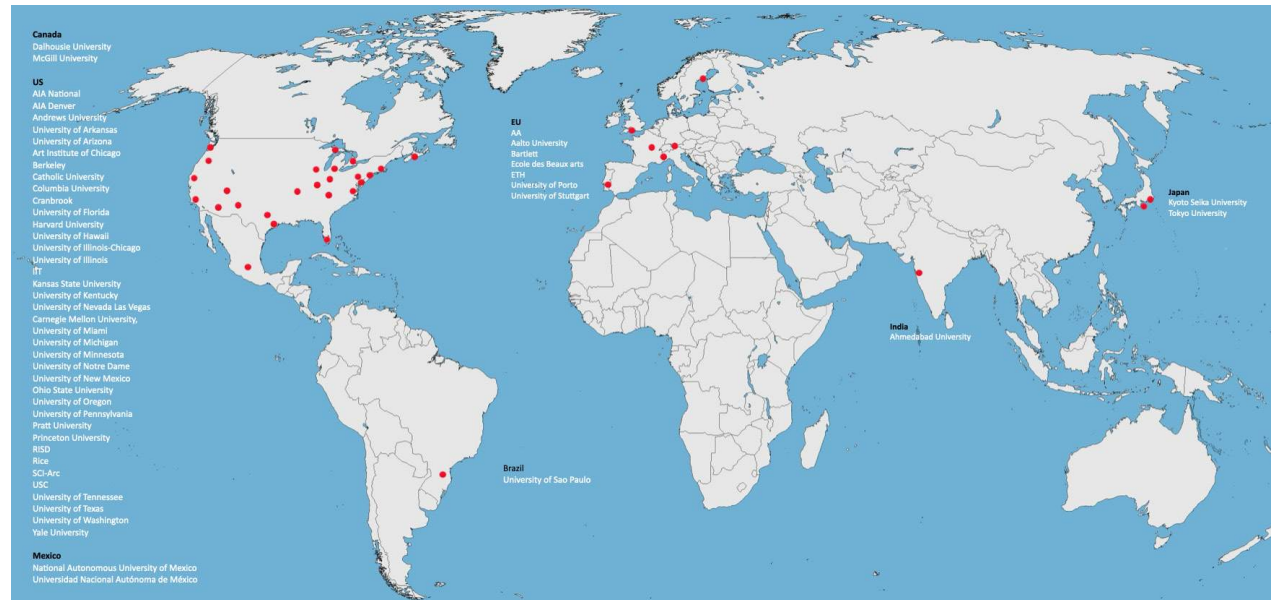 Canada
Dalhousie University
McGill University
US
AIA National
AIA Denver
Andrews University
University of Arkansas
University of Arizona
Art Institute of Chicago
Berkeley
Catholic University
Columbia University
Cranbrook
University of Florida
Harvard University
University of Hawaii
University of Illinois-Chicago
University of Illinois
IIT
Kansas State University
University of Kentucky
University of Nevada Las Vegas
Carnegie Mellon University,
University of Miami
University of Michigan
University of Minnesota
University of Notre Dame
University of New Mexico
Ohio State University
University of Oregon
University of Pennsylvania
Pratt University
Princeton University
RISD
Rice
SCI-Arc
USC
University of Tennessee
University of Texas
University of Washington
Yale University
Mexico
National Autonomous University of Mexico
Universidad Nacional Autónoma de México
EU
AA
Aalto University
Bartlett
Ecole des Beaux arts
ETH
University of Porto
University of Stuttgart
Brazil
University of Sao Paulo
India
Ahmedabad University
Japan
Kyoto Seika University
Tokyo University